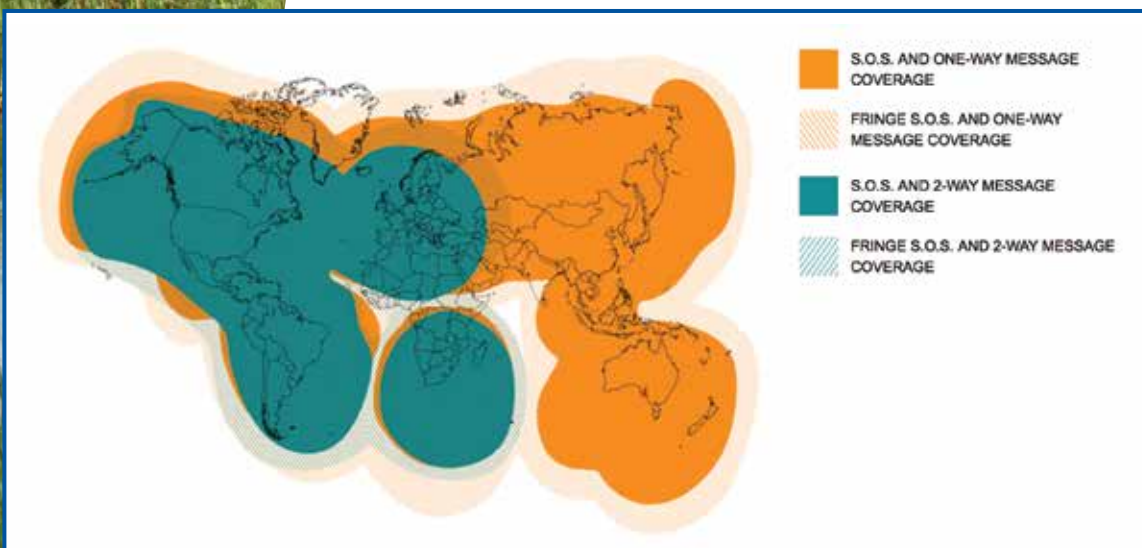 S.O.S. AND ONE-WAY MESSAGE
COVERAGE
FRINGE S.O.S. AND ONE-WAY
MESSAGE COVERAGE
S.O.S. AND 2-WAY MESSAGE
COVERAGE
FRINGE S.O.S. AND 2-WAY MESSAGE
COVERAGE